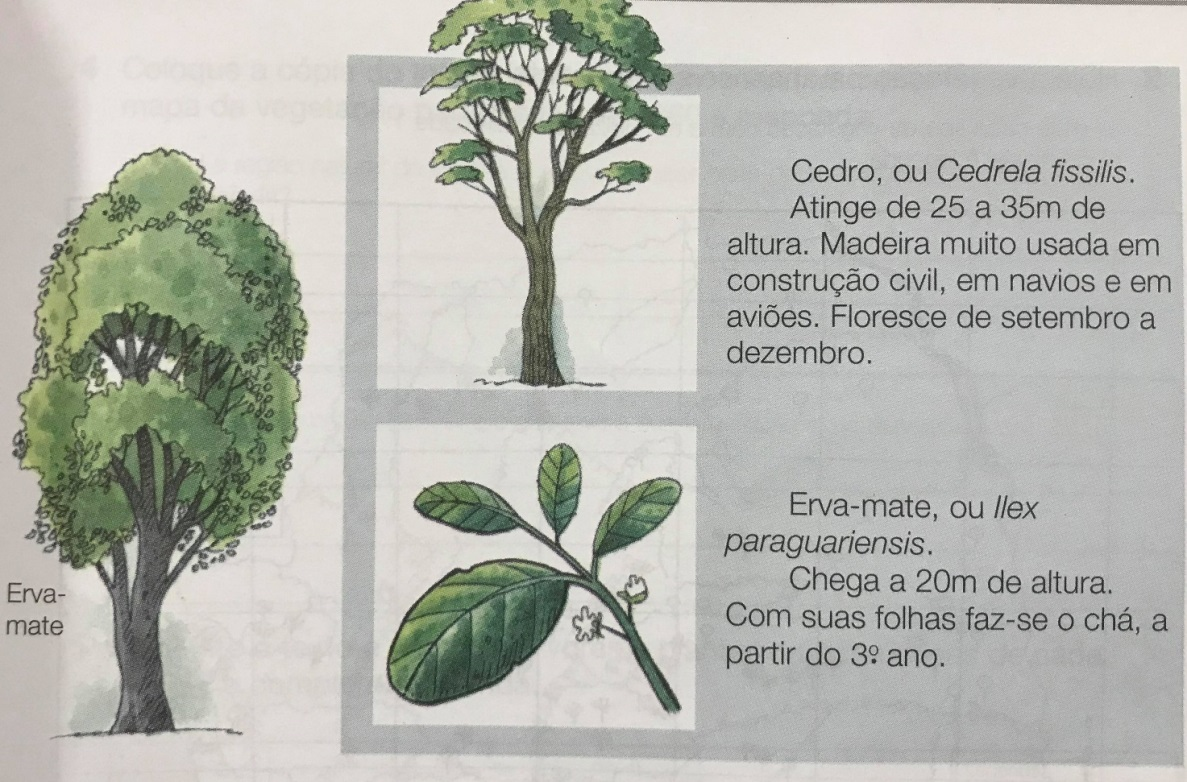 Cedro, ou Cedrela fissilis.
Atinge de 25 a 35m de
altura. Madeira muito usada em
construção civil, em navios e em
aviões. Floresce de setembro a
dezembro.
Erva-mate, ou Ilex
paraguariensis.
Chega a 20m de altura.
Com suas folhas faz-se o chá, a
partir do 3º ano.
Erva-
mate